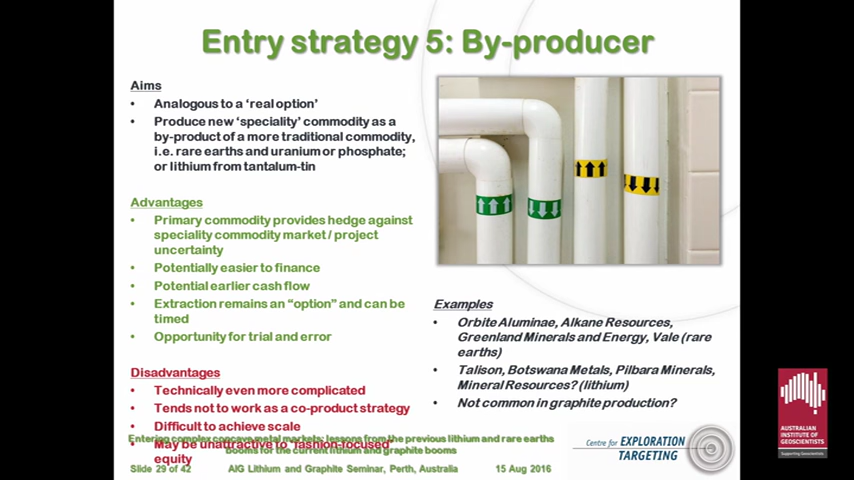 Entry strategy 5: By-producer
Aims
• Analogous to a ‘real option’
• Produce new ‘speciality’ commodity as a
by-product of a more traditional commodity,
i.e. rare earths and uranium or phosphate;
or lithium from tantalum-tin
Advantages
• Primary commodity provides hedge against
speciality commodity market / project
uncertainty
• Potentially easier to finance
• Potential earlier cash flow
• Extraction remains an “option” and can be
timed
• Opportunity for trial and error
Disadvantages
• Technically even more complicated
• Tends not to work as a co-product strategy
• Difficult to achieve scale
• May be unattractive to ‘fashion-focused’
equity
Examples
• Orbite Aluminae, Alkane Resources,
Greenland Minerals and Energy, Vale (rare
earths)
• Talison, Botswana Metals, Pilbara Minerals,
Mineral Resources? (lithium)
• Not common in graphite production?
Entering complex concave metal markets: lessons from the previous lithium and rare earths
booms for the current lithium and graphite booms
Slide 29 of 42 AIG Lithium and Graphite Seminar, Perth, Australia 15 Aug 2016
Centre for EXPLORATION
TARGETING
AUSTRALIAN
INSTITUTE OF
GEOSCIENTISTS
Supporting Geoscientists